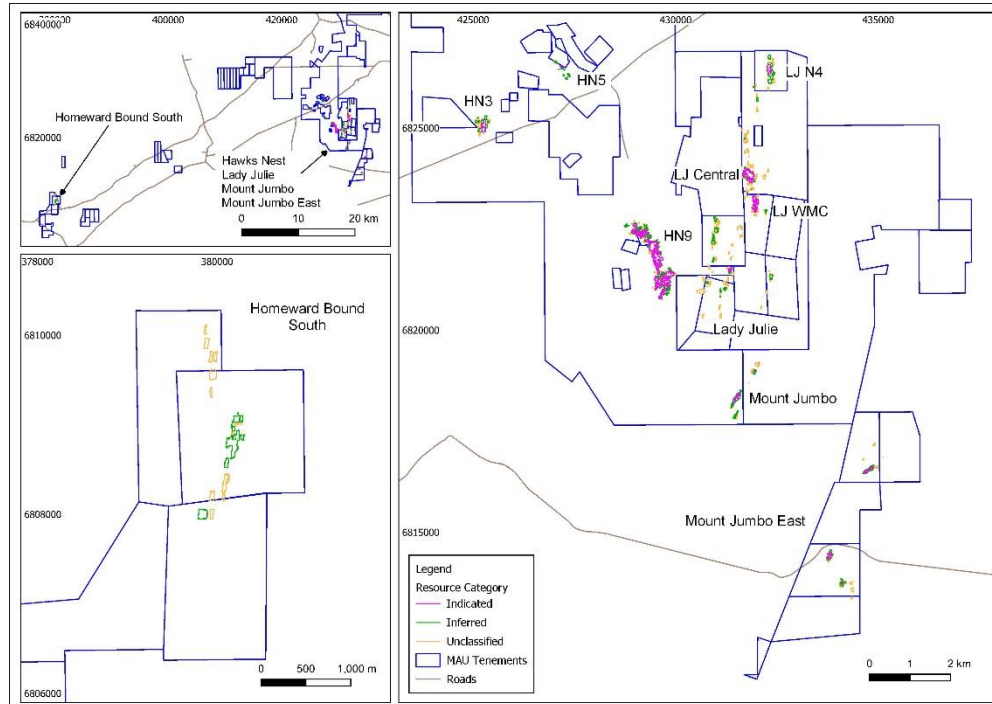 400000
420000
6840000
Homeward Bound South
6820000
Hawks Nest
Lady Julie
Mount Jumbo
Mount Jumbo East
0 10 20 km
378000
380000
Homeward Bound
South
6810000
6808000
0 500 1,000 m
6806000
425000
430000
435000
HN5
LJ N4
HN3
6825000
LJ Central
LJ WMC
HN9
6820000
Lady Julie
Mount Jumbo
Mount Jumbo East
6815000
Legend
Resource Category
Indicated
Inferred
Unclassified
MAU Tenements
Roads
0 1 2 km